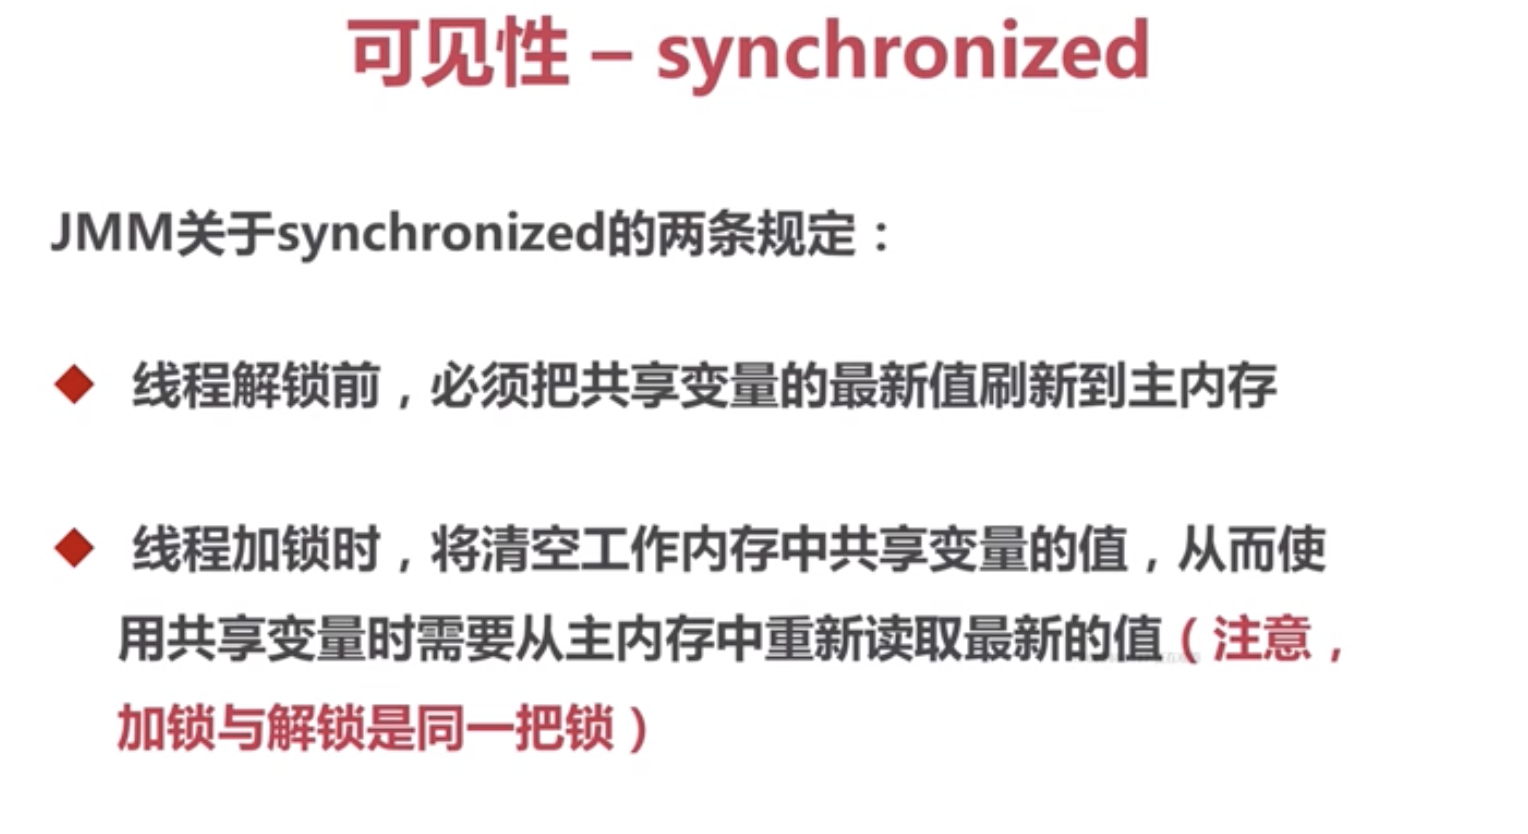 可见性 – synchronized
JMM关于synchronized的两条规定：
线程解锁前，必须把共享变量的最新值刷新到主内存
线程加锁时，将清空工作内存中共享变量的值，从而使
用共享变量时需要从主内存中重新读取最新的值（注意，
加锁与解锁是同一把锁）